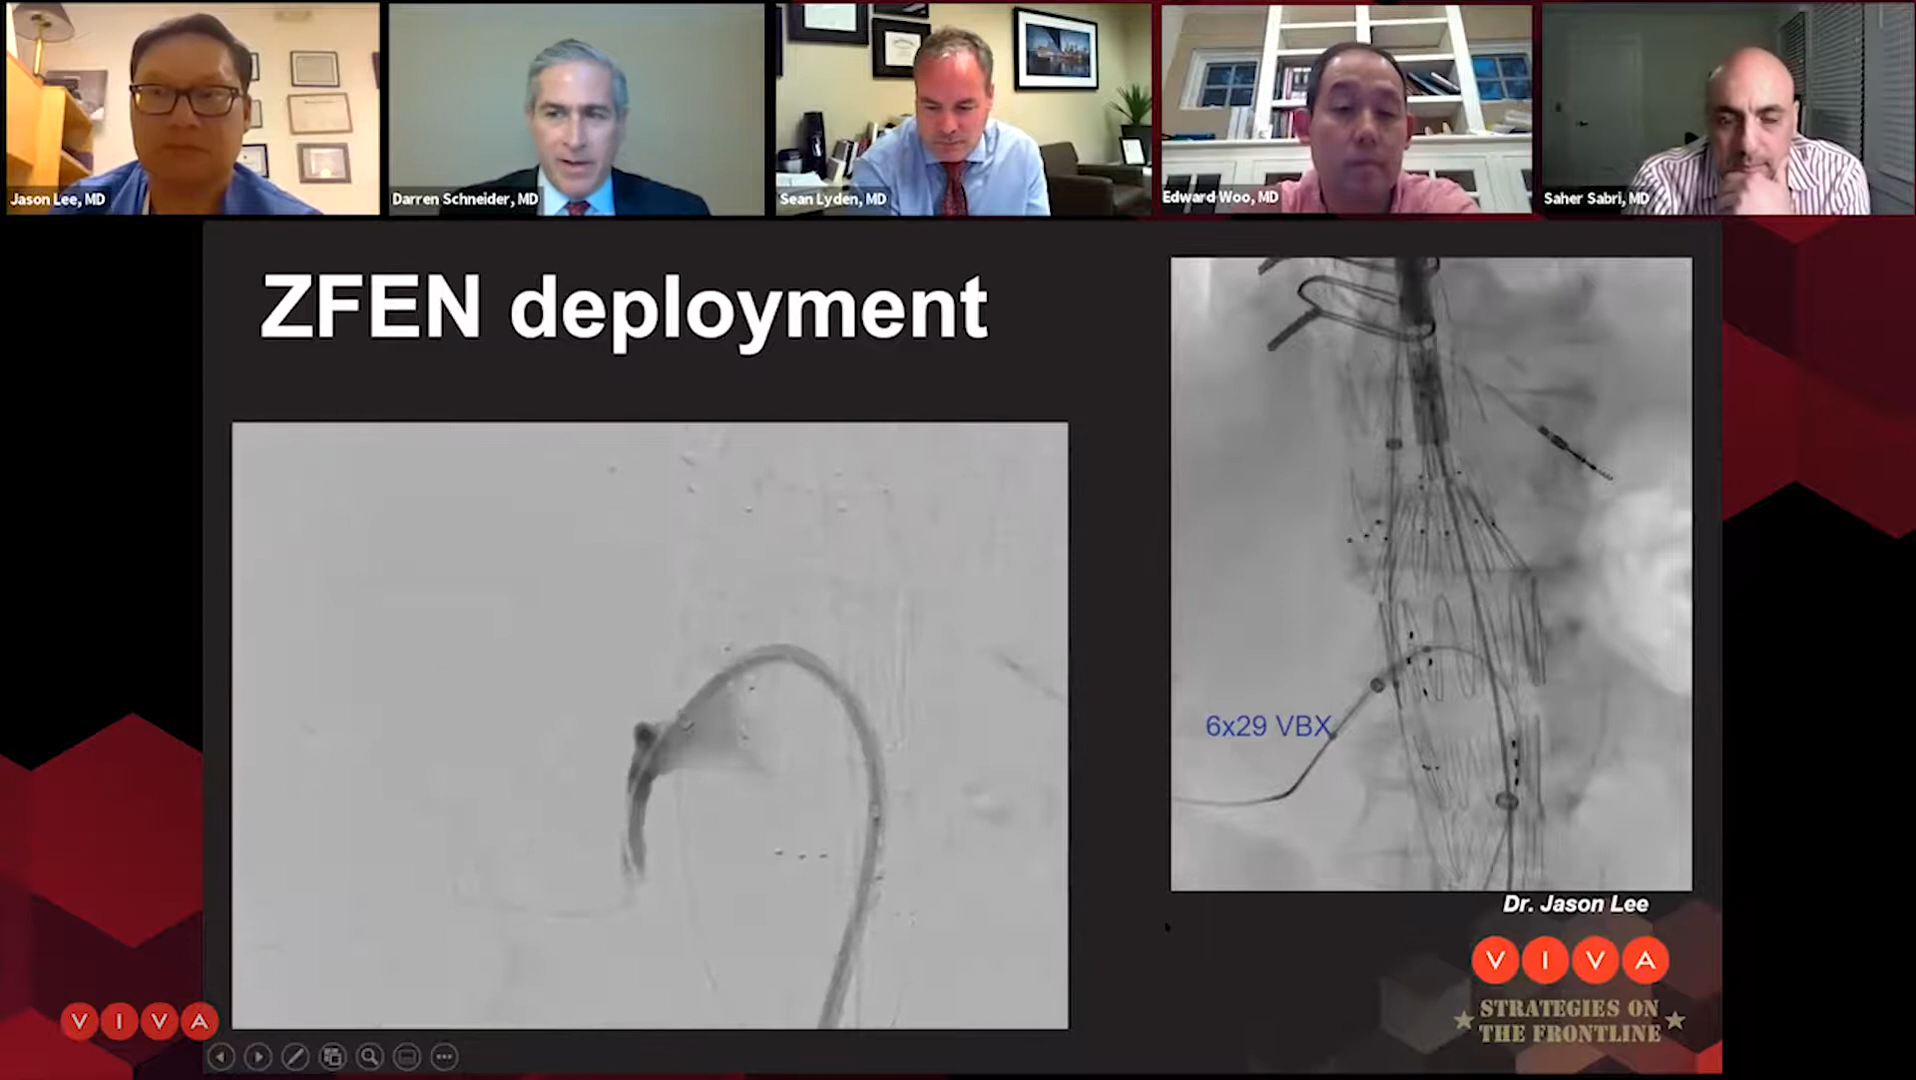 Jason Lee, MD
Darren Schneider, MD
Sean Lyden, MD
Edward Woo, MD
Saher Sabri, MD
ZFEN deployment
6x29 VBX
Dr. Jason Lee
VIVA
STRATEGIES ON
THE FRONTLINE
VIVA